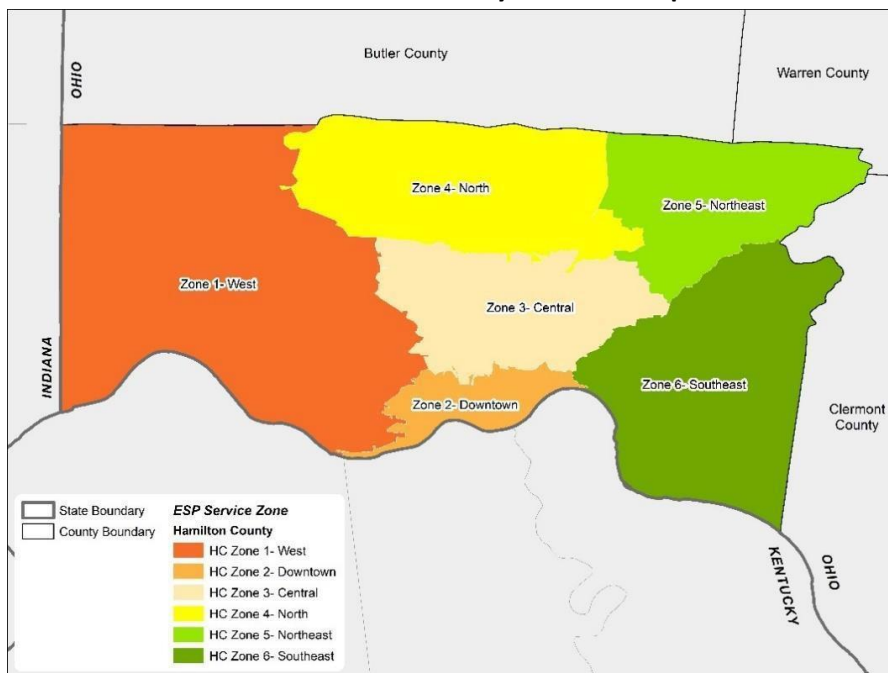 Butler County
Warren County
OHIO
Zone 4- North
Zone 5- Northeast
Zone 1- West
Zone 3- Central
INDIANA
Zone 6- Southeast
Zone 2- Downtown
Clermont
County
State Boundary
County Boundary
ESP Service Zone
Hamilton County
HC Zone 1- West
HC Zone 2- Downtown
HC Zone 3- Central
HC Zone 4- North
HC Zone 5- Northeast
HC Zone 6- Southeast
OHIO
KENTUCKY